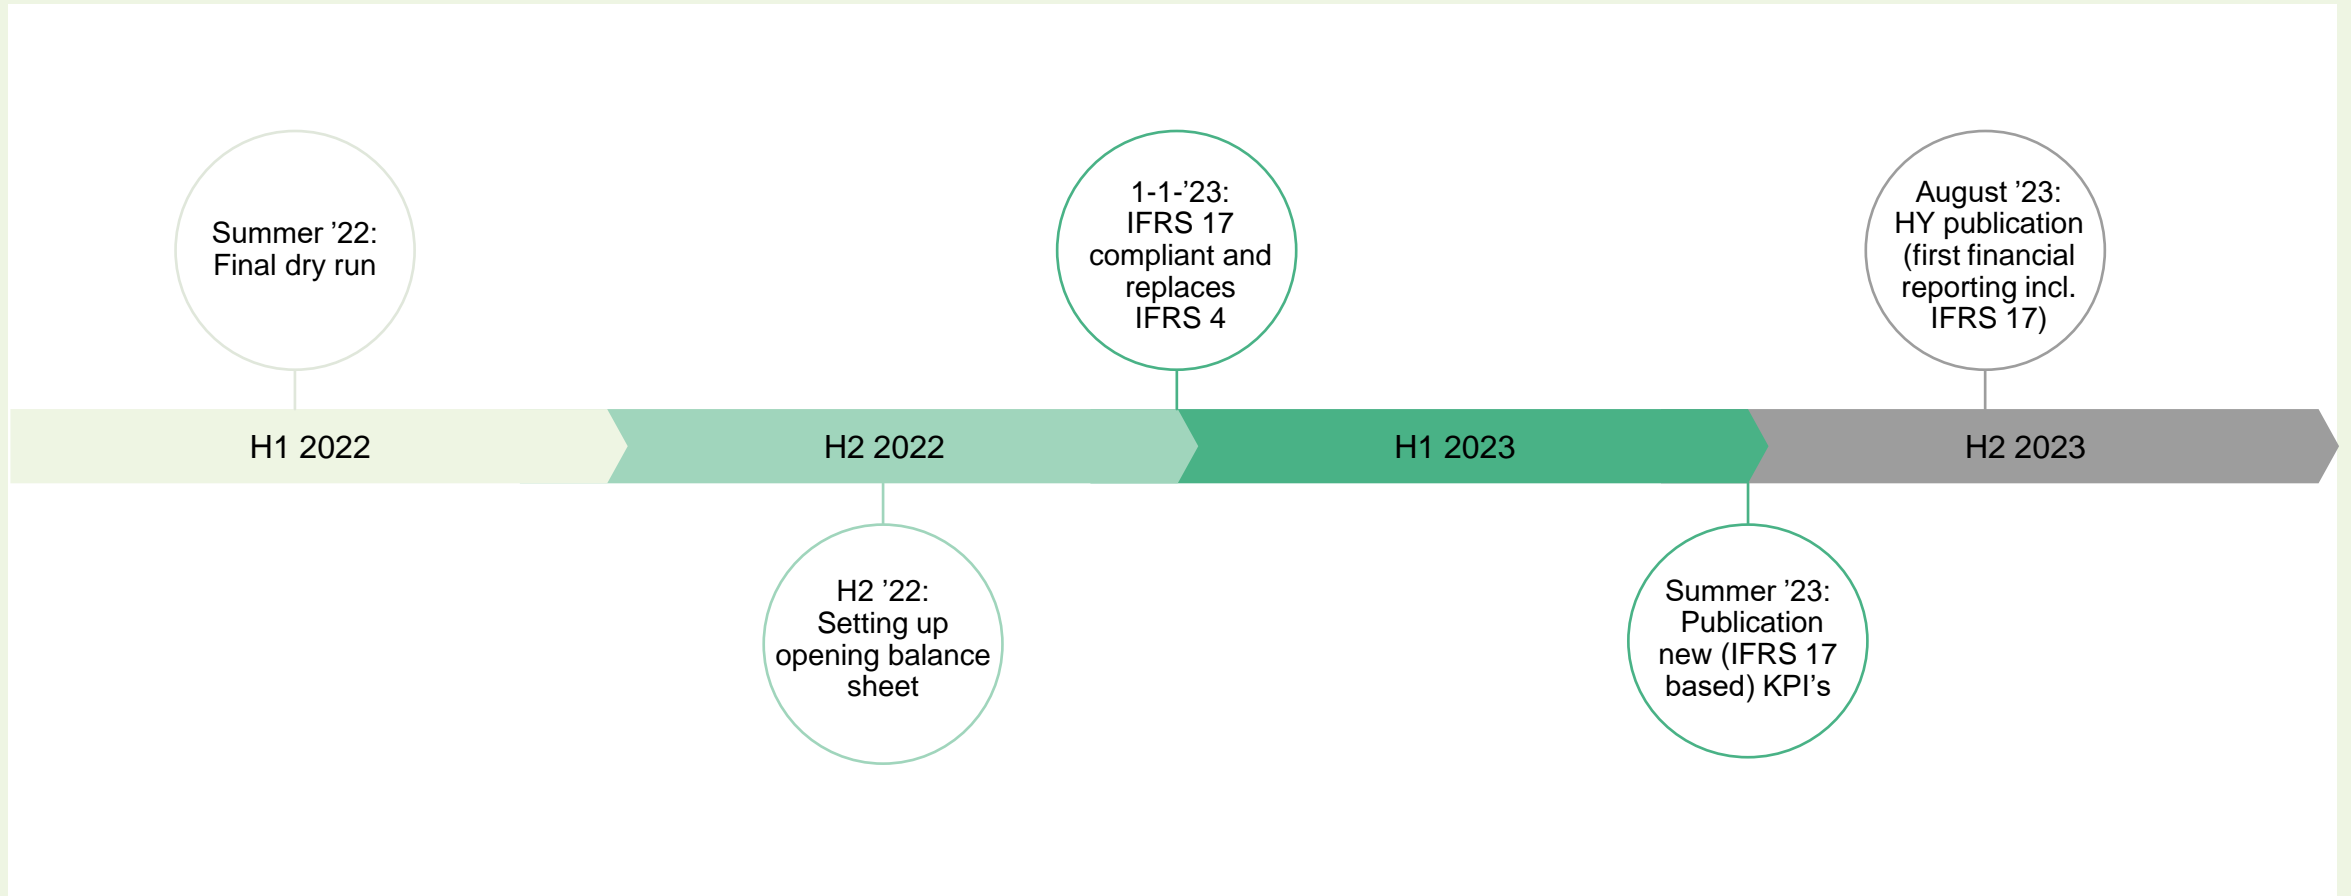 Summer ’22:
Final dry run
1-1-’23:
IFRS 17
compliant and
replaces
IFRS 4
August ’23:
HY publication
(first financial
reporting incl.
IFRS 17)
H1 2022
H2 2022
H1 2023
H2 2023
H2 ’22:
Setting up
opening balance
sheet
Summer ’23:
Publication
new (IFRS 17
based) KPI’s